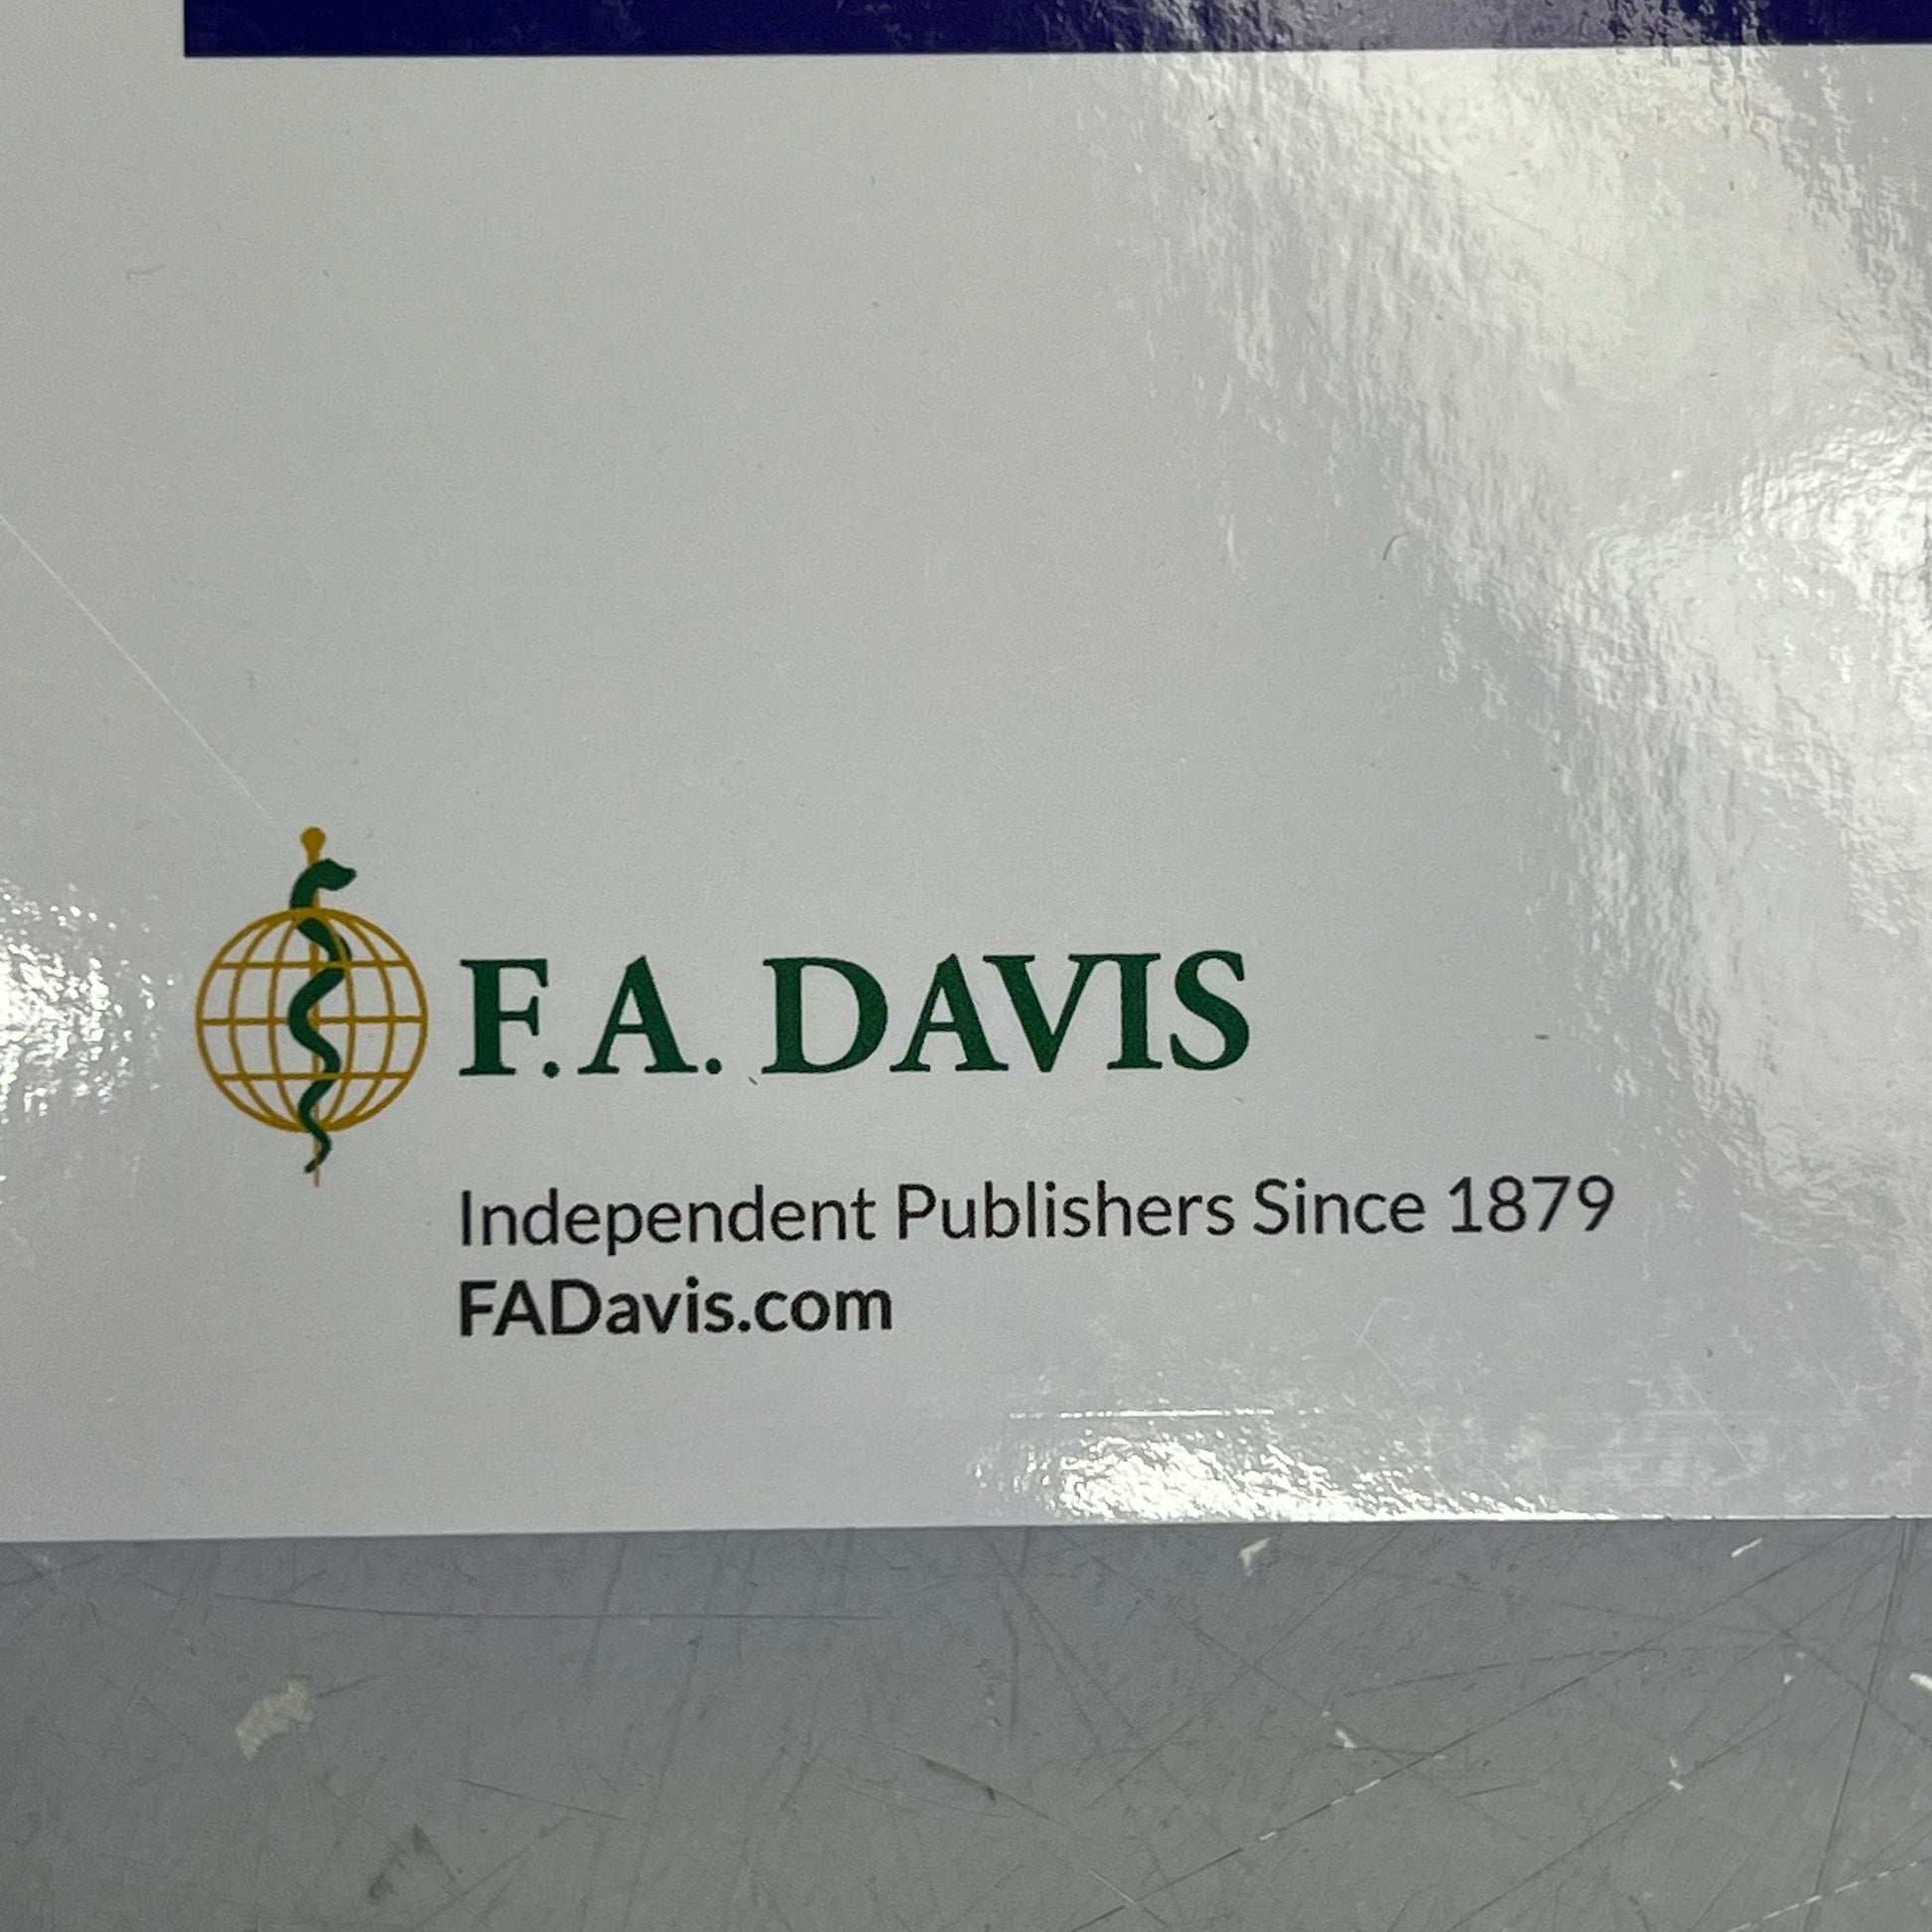 F. A. DAVIS
Independent Publishers Since 1879
FADavis.com